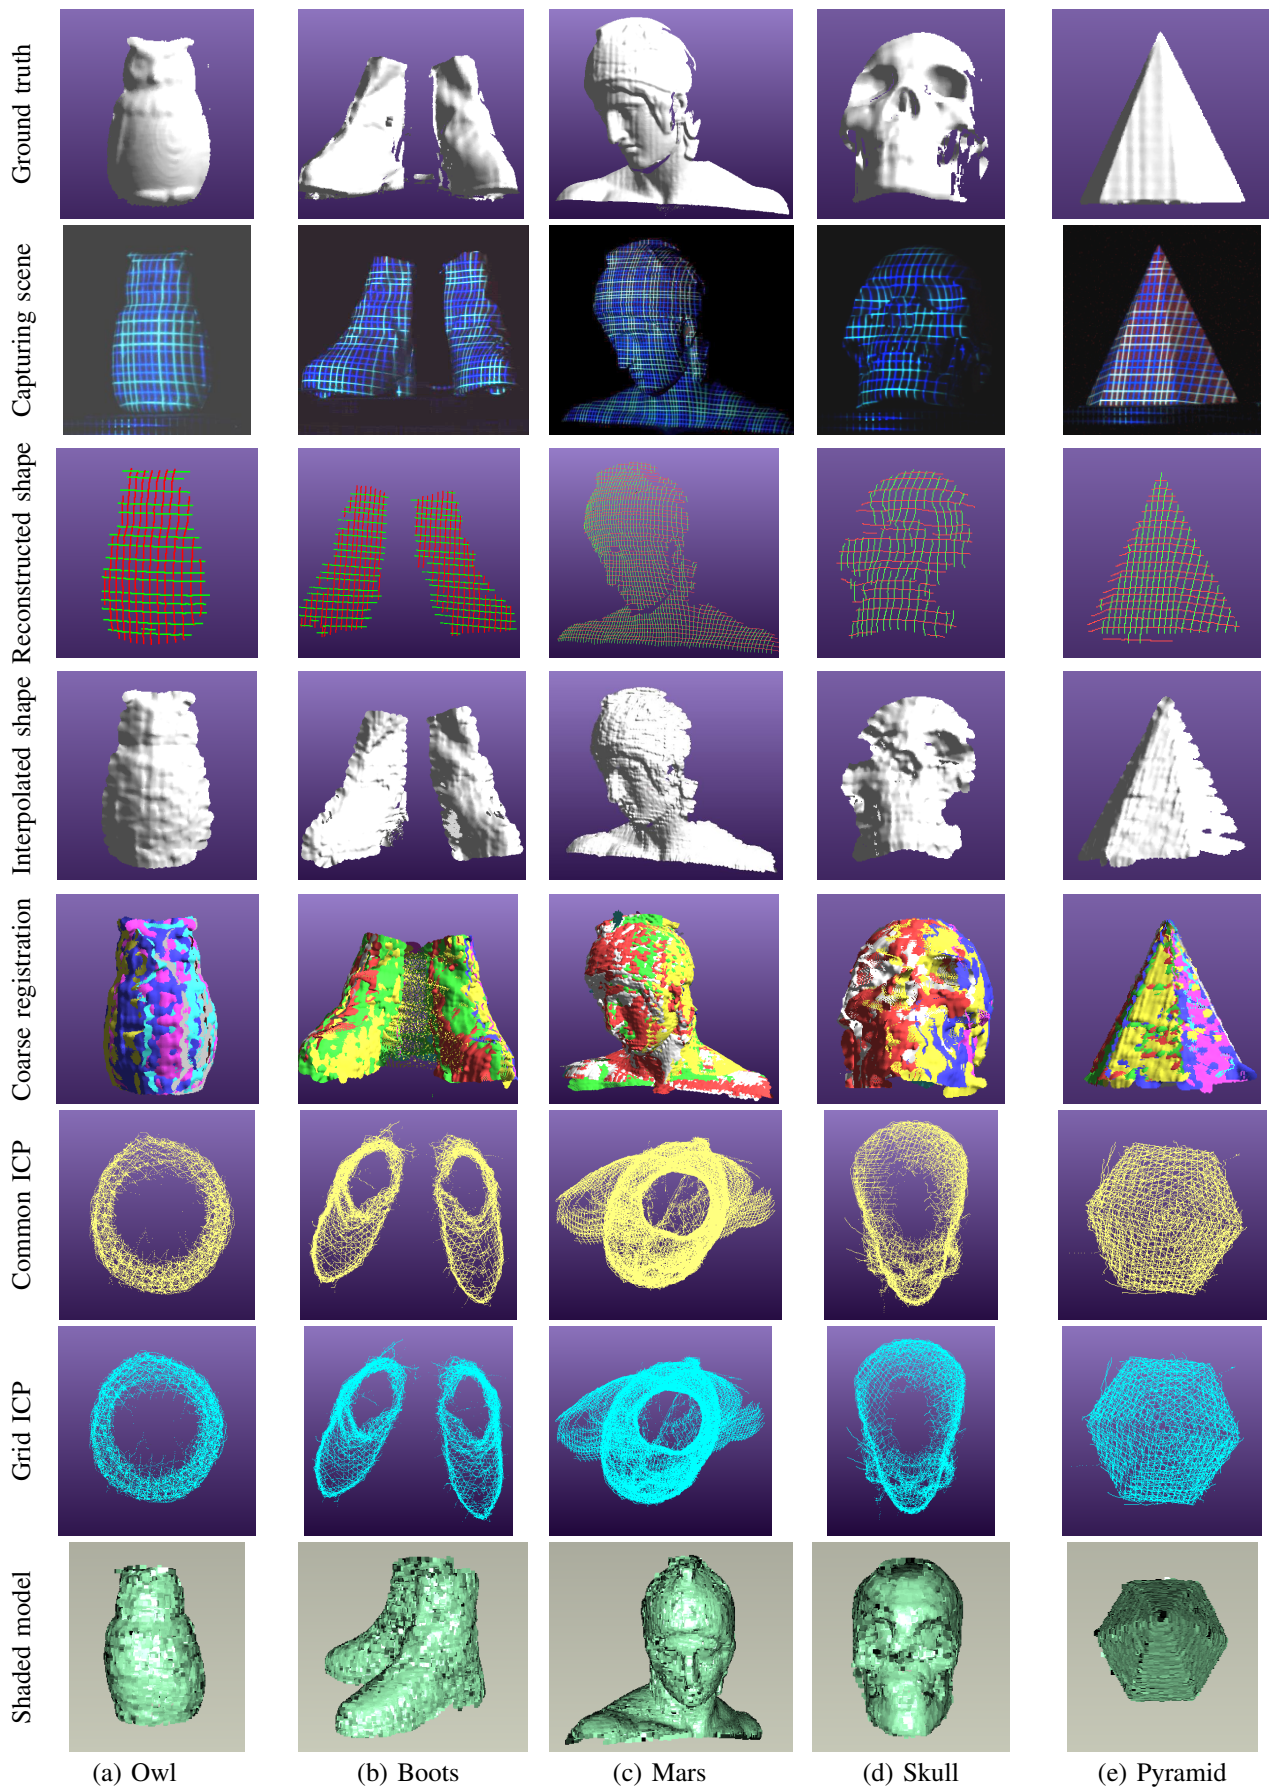 Ground truth
Capturing scene
Reconstructed shape
Interpolated shape
Coarse registration
Common ICP
Grid ICP
Shaded model
(a) Owl
(b) Boots
(c) Mars
(d) Skull
(e) Pyramid